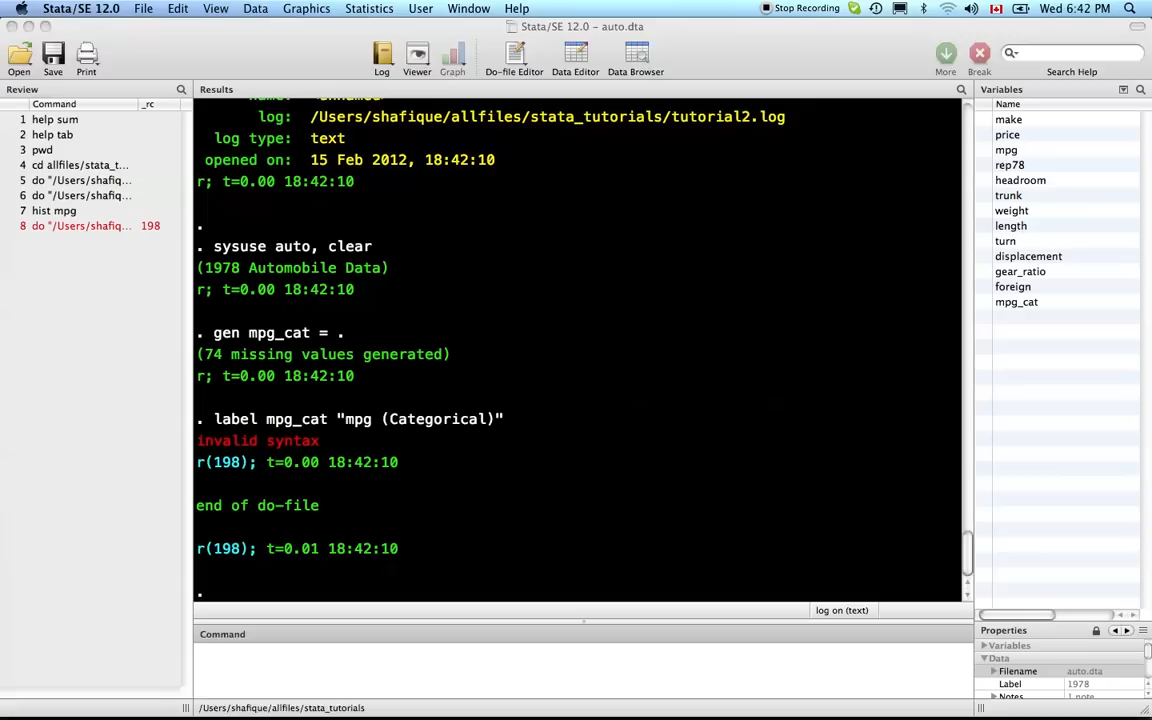 Stata/SE 12.0 File Edit View Data Graphics Statistics User Window Help Stop Recording Wed 6:42 PM
Stata/SE 12.0 – auto.dta
Open Save Print Log Viewer Graph Do-file Editor Data Editor Data Browser More Break Search Help
Review
Command _rc
1 help sum
2 help tab
3 pwd
4 cd allfiles/stata_t...
5 do "/Users/shafiq...
6 do "/Users/shafiq...
7 hist mpg
8 do "/Users/shafiq... 198
Results
log: /Users/shafique/allfiles/stata_tutorials/tutorial2.log
log type: text
opened on: 15 Feb 2012, 18:42:10
r; t=0.00 18:42:10
.
. sysuse auto, clear
(1978 Automobile Data)
r; t=0.00 18:42:10
. gen mpg_cat = .
(74 missing values generated)
r; t=0.00 18:42:10
. label mpg_cat "mpg (Categorical)"
invalid syntax
r(198); t=0.00 18:42:10
end of do-file
r(198); t=0.01 18:42:10
.
log on (text)
Command
/Users/shafique/allfiles/stata_tutorials
Variables
Name
make
price
mpg
rep78
headroom
trunk
weight
length
turn
displacement
gear_ratio
foreign
mpg_cat
Properties
Variables
Data
Filename auto.dta
Label 1978
Notes 1 note